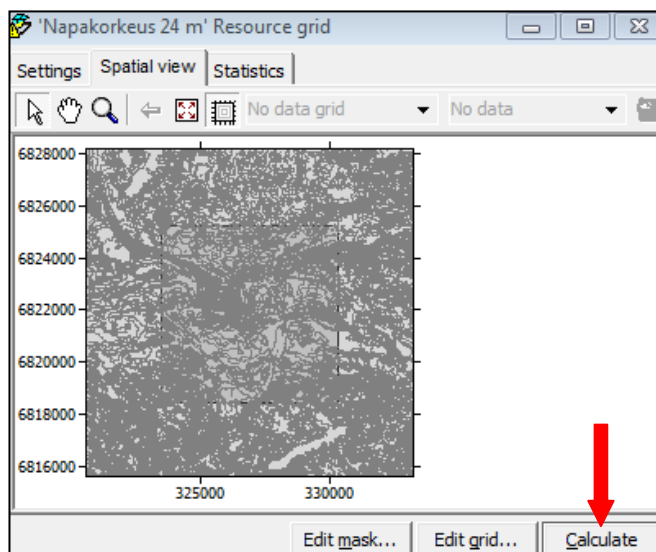 'Napakorkeus 24 m' Resource grid
Settings Spatial view Statistics
No data grid No data
6828000
6826000
6824000
6822000
6820000
6818000
6816000
325000 330000
Edit mask... Edit grid... Calculate